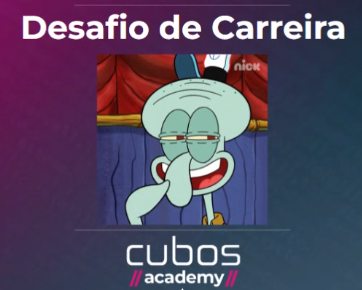 Desafio de Carreira
nick
cubos
//academy//